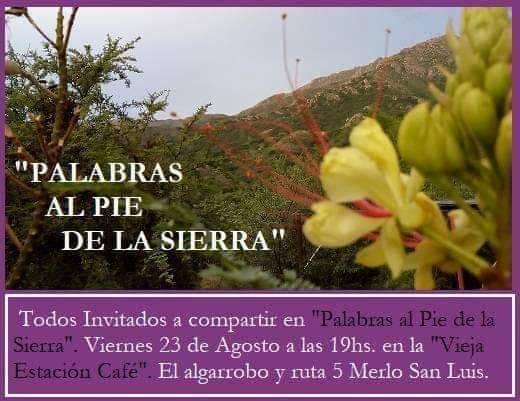 "PALABRAS
AL PIE
DE LA SIERRA"
Todos Invitados a compartir en "Palabras al Pie de la
Sierra". Viernes 23 de Agosto a las 19hs. en la "Vieja
Estación Café". El algarrobo y ruta 5 Merlo San Luis.